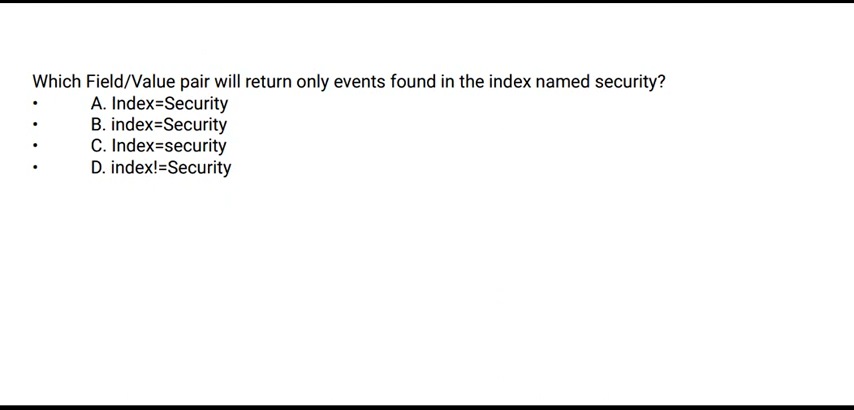 Which Field/Value pair will return only events found in the index named security?
• A. Index=Security
• B. index=Security
• C. Index=security
• D. index!=Security